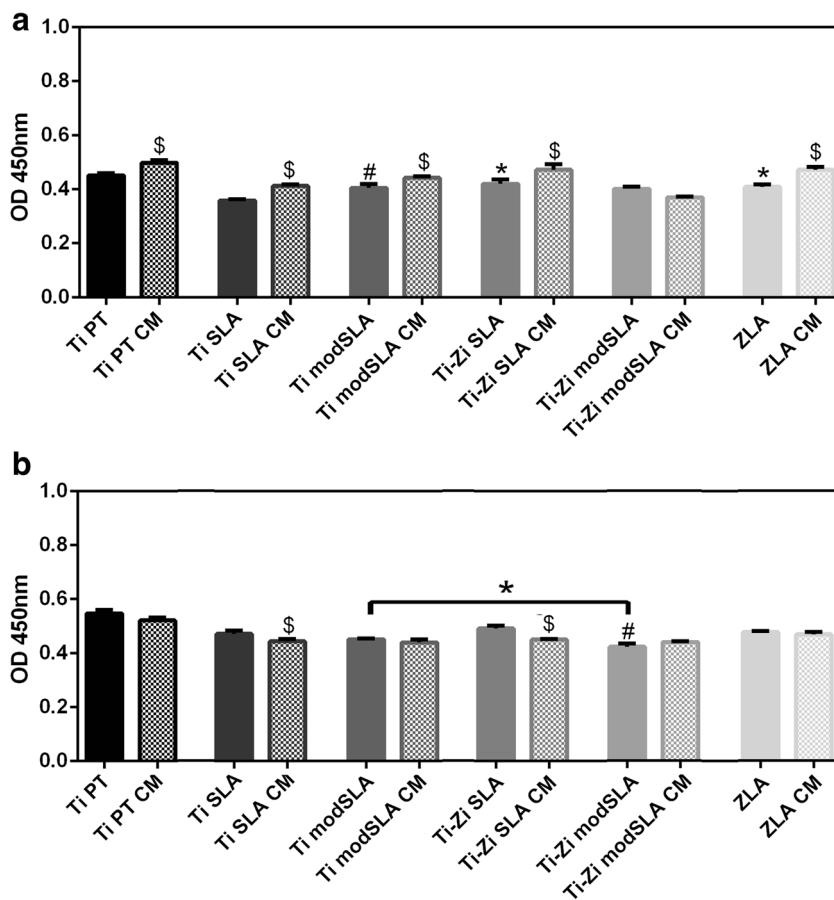 a
OD 450nm
1.0
0.8
0.6
0.4
0.2
0.0
$
$
#
$
*
$
*
$
Ti PT
Ti PT CM
Ti SLA
Ti SLA CM
Ti modSLA
Ti modSLA CM
Ti-Zi SLA
Ti-Zi SLA CM
Ti-Zi modSLA
Ti-Zi modSLA CM
ZLA
ZLA CM
b
OD 450nm
1.0
0.8
0.6
0.4
0.2
0.0
*
$
$
#
Ti PT
Ti PT CM
Ti SLA
Ti SLA CM
Ti modSLA
Ti modSLA CM
Ti-Zi SLA
Ti-Zi SLA CM
Ti-Zi modSLA
Ti-Zi modSLA CM
ZLA
ZLA CM